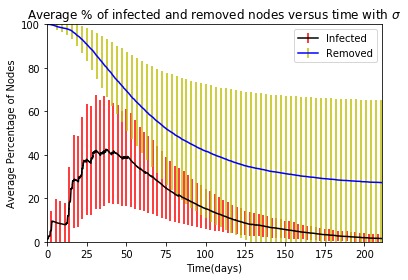 Average % of infected and removed nodes versus time with σ
Infected
Removed
Average Percentage of Nodes
100
80
60
40
20
0
0 25 50 75 100 125 150 175 200
Time(days)